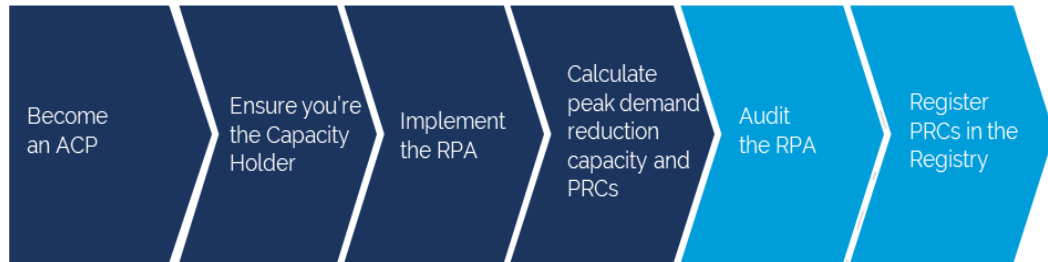 Become
an ACP
Ensure you're
the Capacity
Holder
Implement
the RPA
Calculate
peak demand
reduction
capacity and
PRCs
Audit
the RPA
Register
PRCs in the
Registry